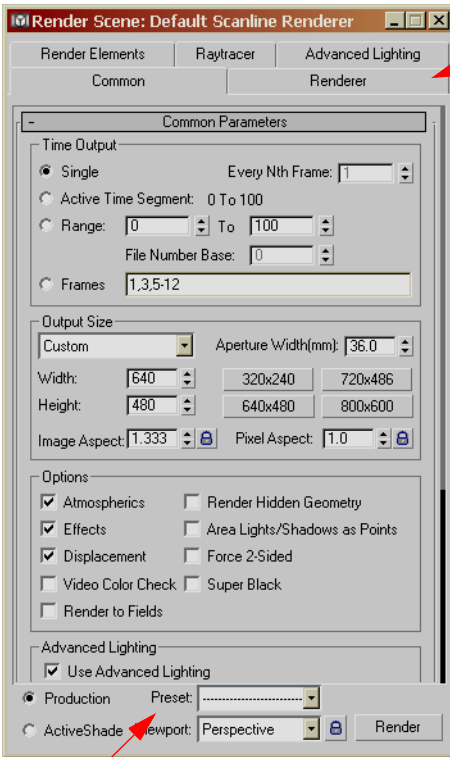 Render Scene: Default Scanline Renderer
Render Elements Raytracer Advanced Lighting
Common Renderer
- Common Parameters
Time Output
Single Every Nth Frame: 1
Active Time Segment: 0 To 100
Range: 0 To 100
File Number Base: 0
Frames 1,3,5-12
Output Size
Custom Aperture Width(mm): 36.0
Width: 640 320x240 720x486
Height: 480 640x480 800x600
Image Aspect: 1.333 Pixel Aspect: 1.0
Options
Atmospherics Render Hidden Geometry
Effects Area Lights/Shadows as Points
Displacement Force 2-Sided
Video Color Check Super Black
Render to Fields
Advanced Lighting
Use Advanced Lighting
Production Preset: -------------------------
ActiveShade Viewport: Perspective Render